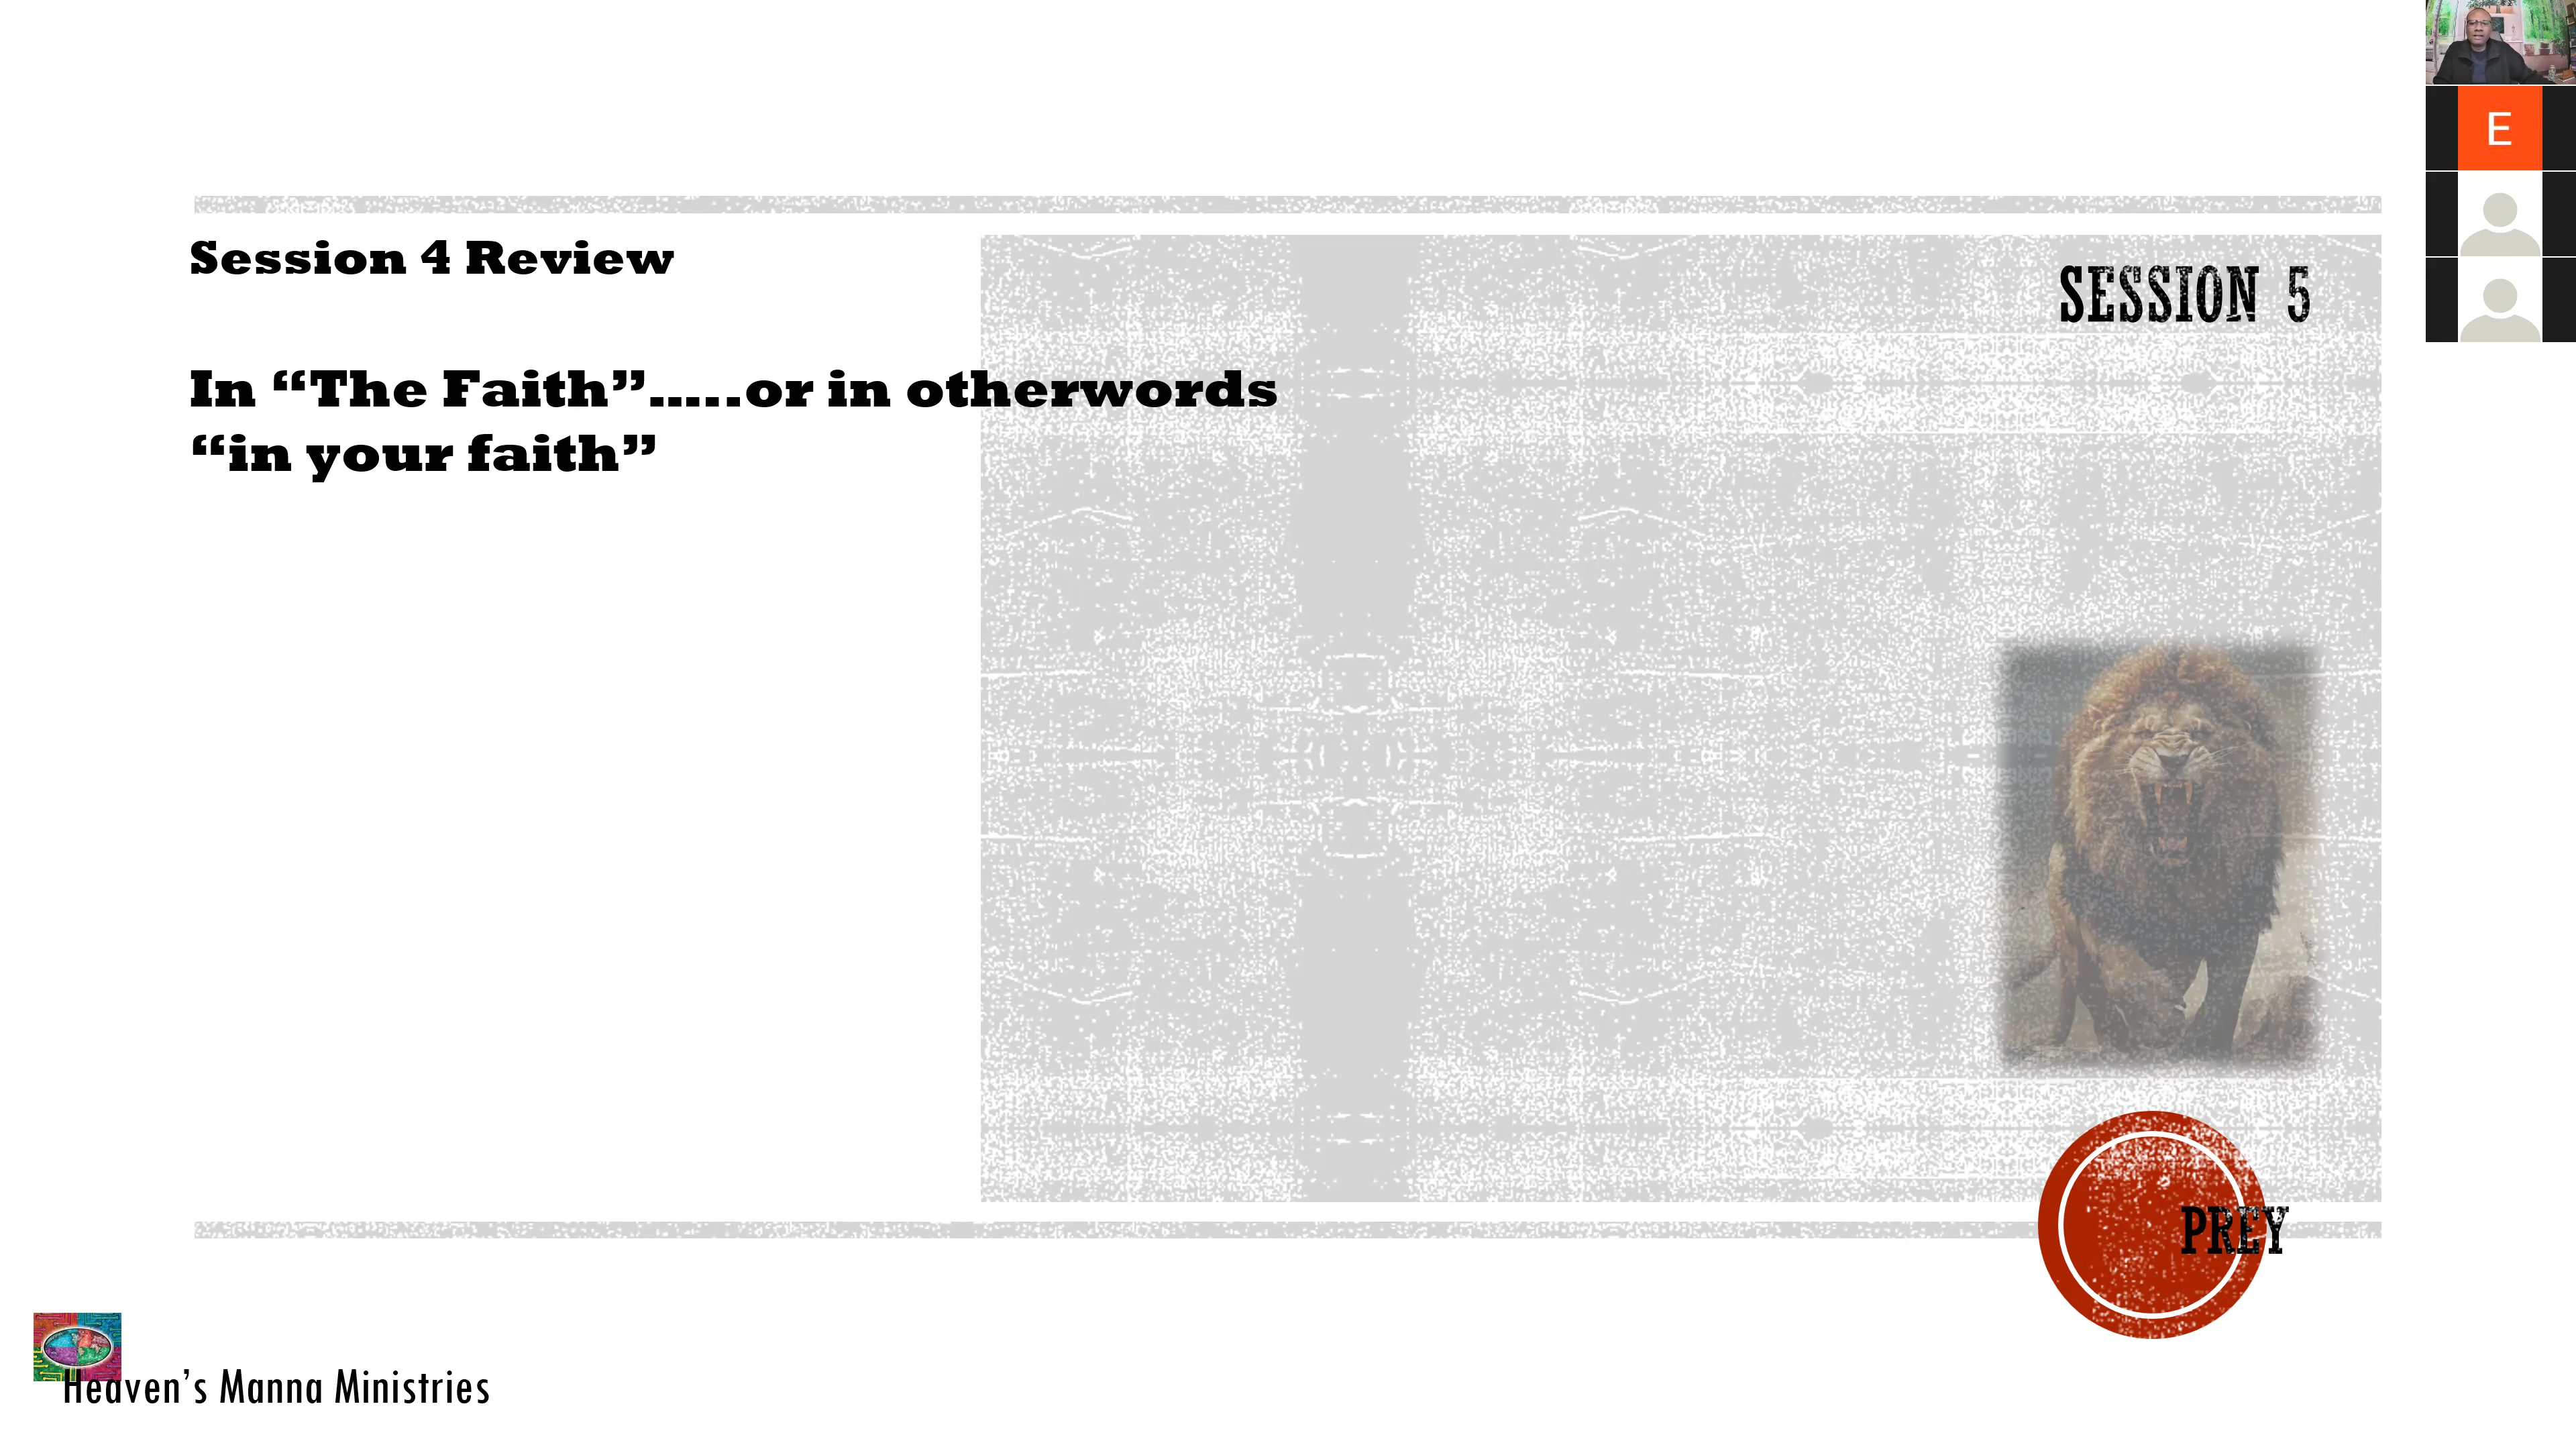 Session 4 Review
In “The Faith”…..or in otherwords
“in your faith”
SESSION 5
PREY
Heaven’s Manna Ministries
E